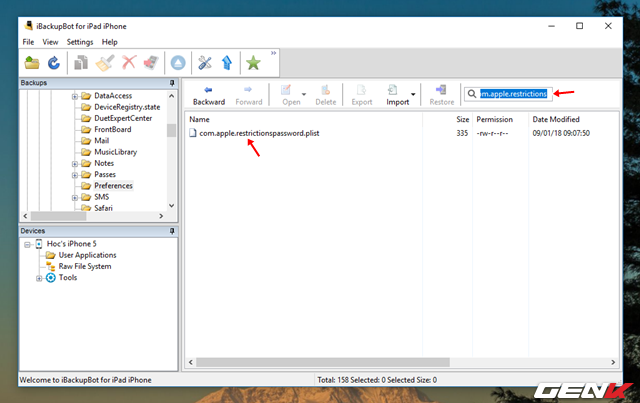 iBackupBot for iPad iPhone
File View Settings Help
»
Backups
DataAccess
DeviceRegistry.state
DuetExpertCenter
FrontBoard
Mail
MusicLibrary
Notes
Passes
Preferences
SMS
Safari
Devices
Hoc's iPhone 5
User Applications
Raw File System
Tools
Backward Forward Open Delete Export Import Restore om.apple.restrictions
Name Size Permission Date Modified
com.apple.restrictionspassword.plist 335 -rw-r--r-- 09/01/18 09:07:50
Welcome to iBackupBot for iPad iPhone Total: 158 Selected: 0 Selected Size: 0
GENK